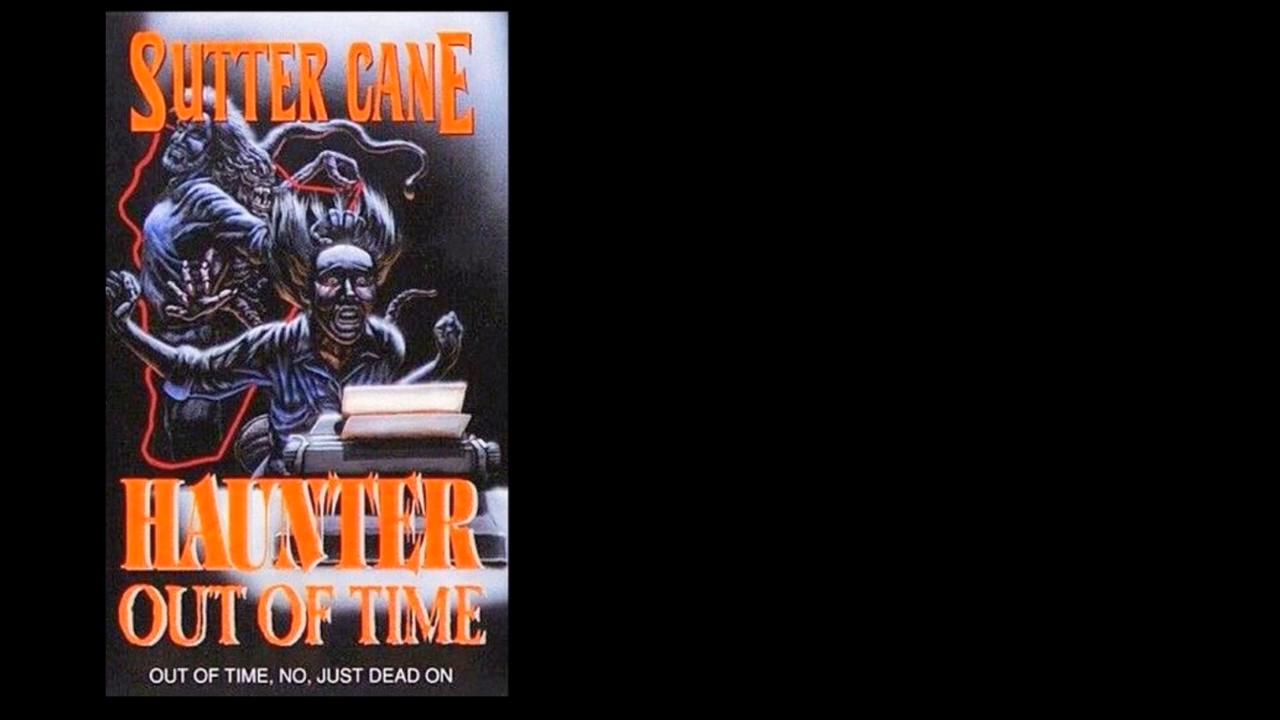 SUTTER CANE
HAUNTER
OUT OF TIME
OUT OF TIME, NO, JUST DEAD ON